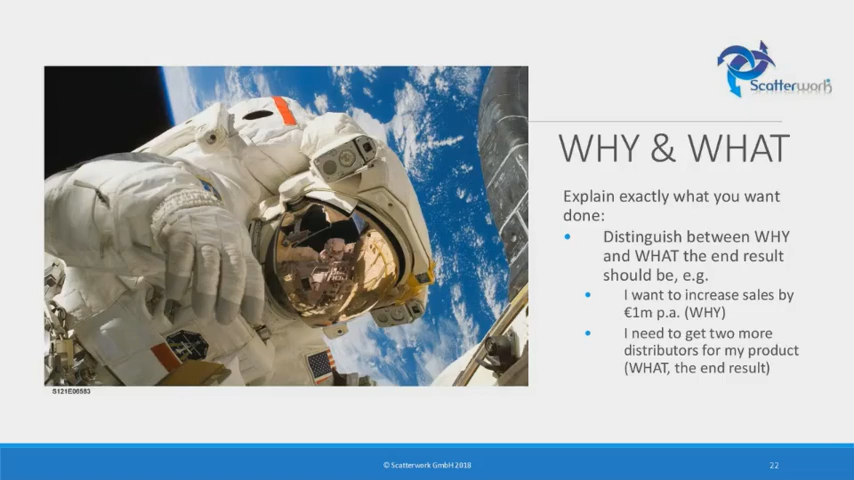 Scatterwork
WHY & WHAT
Explain exactly what you want
done:
• Distinguish between WHY
and WHAT the end result
should be, e.g.
• I want to increase sales by
€1m p.a. (WHY)
• I need to get two more
distributors for my product
(WHAT, the end result)
S121E06583
© Scatterwork GmbH 2018
22